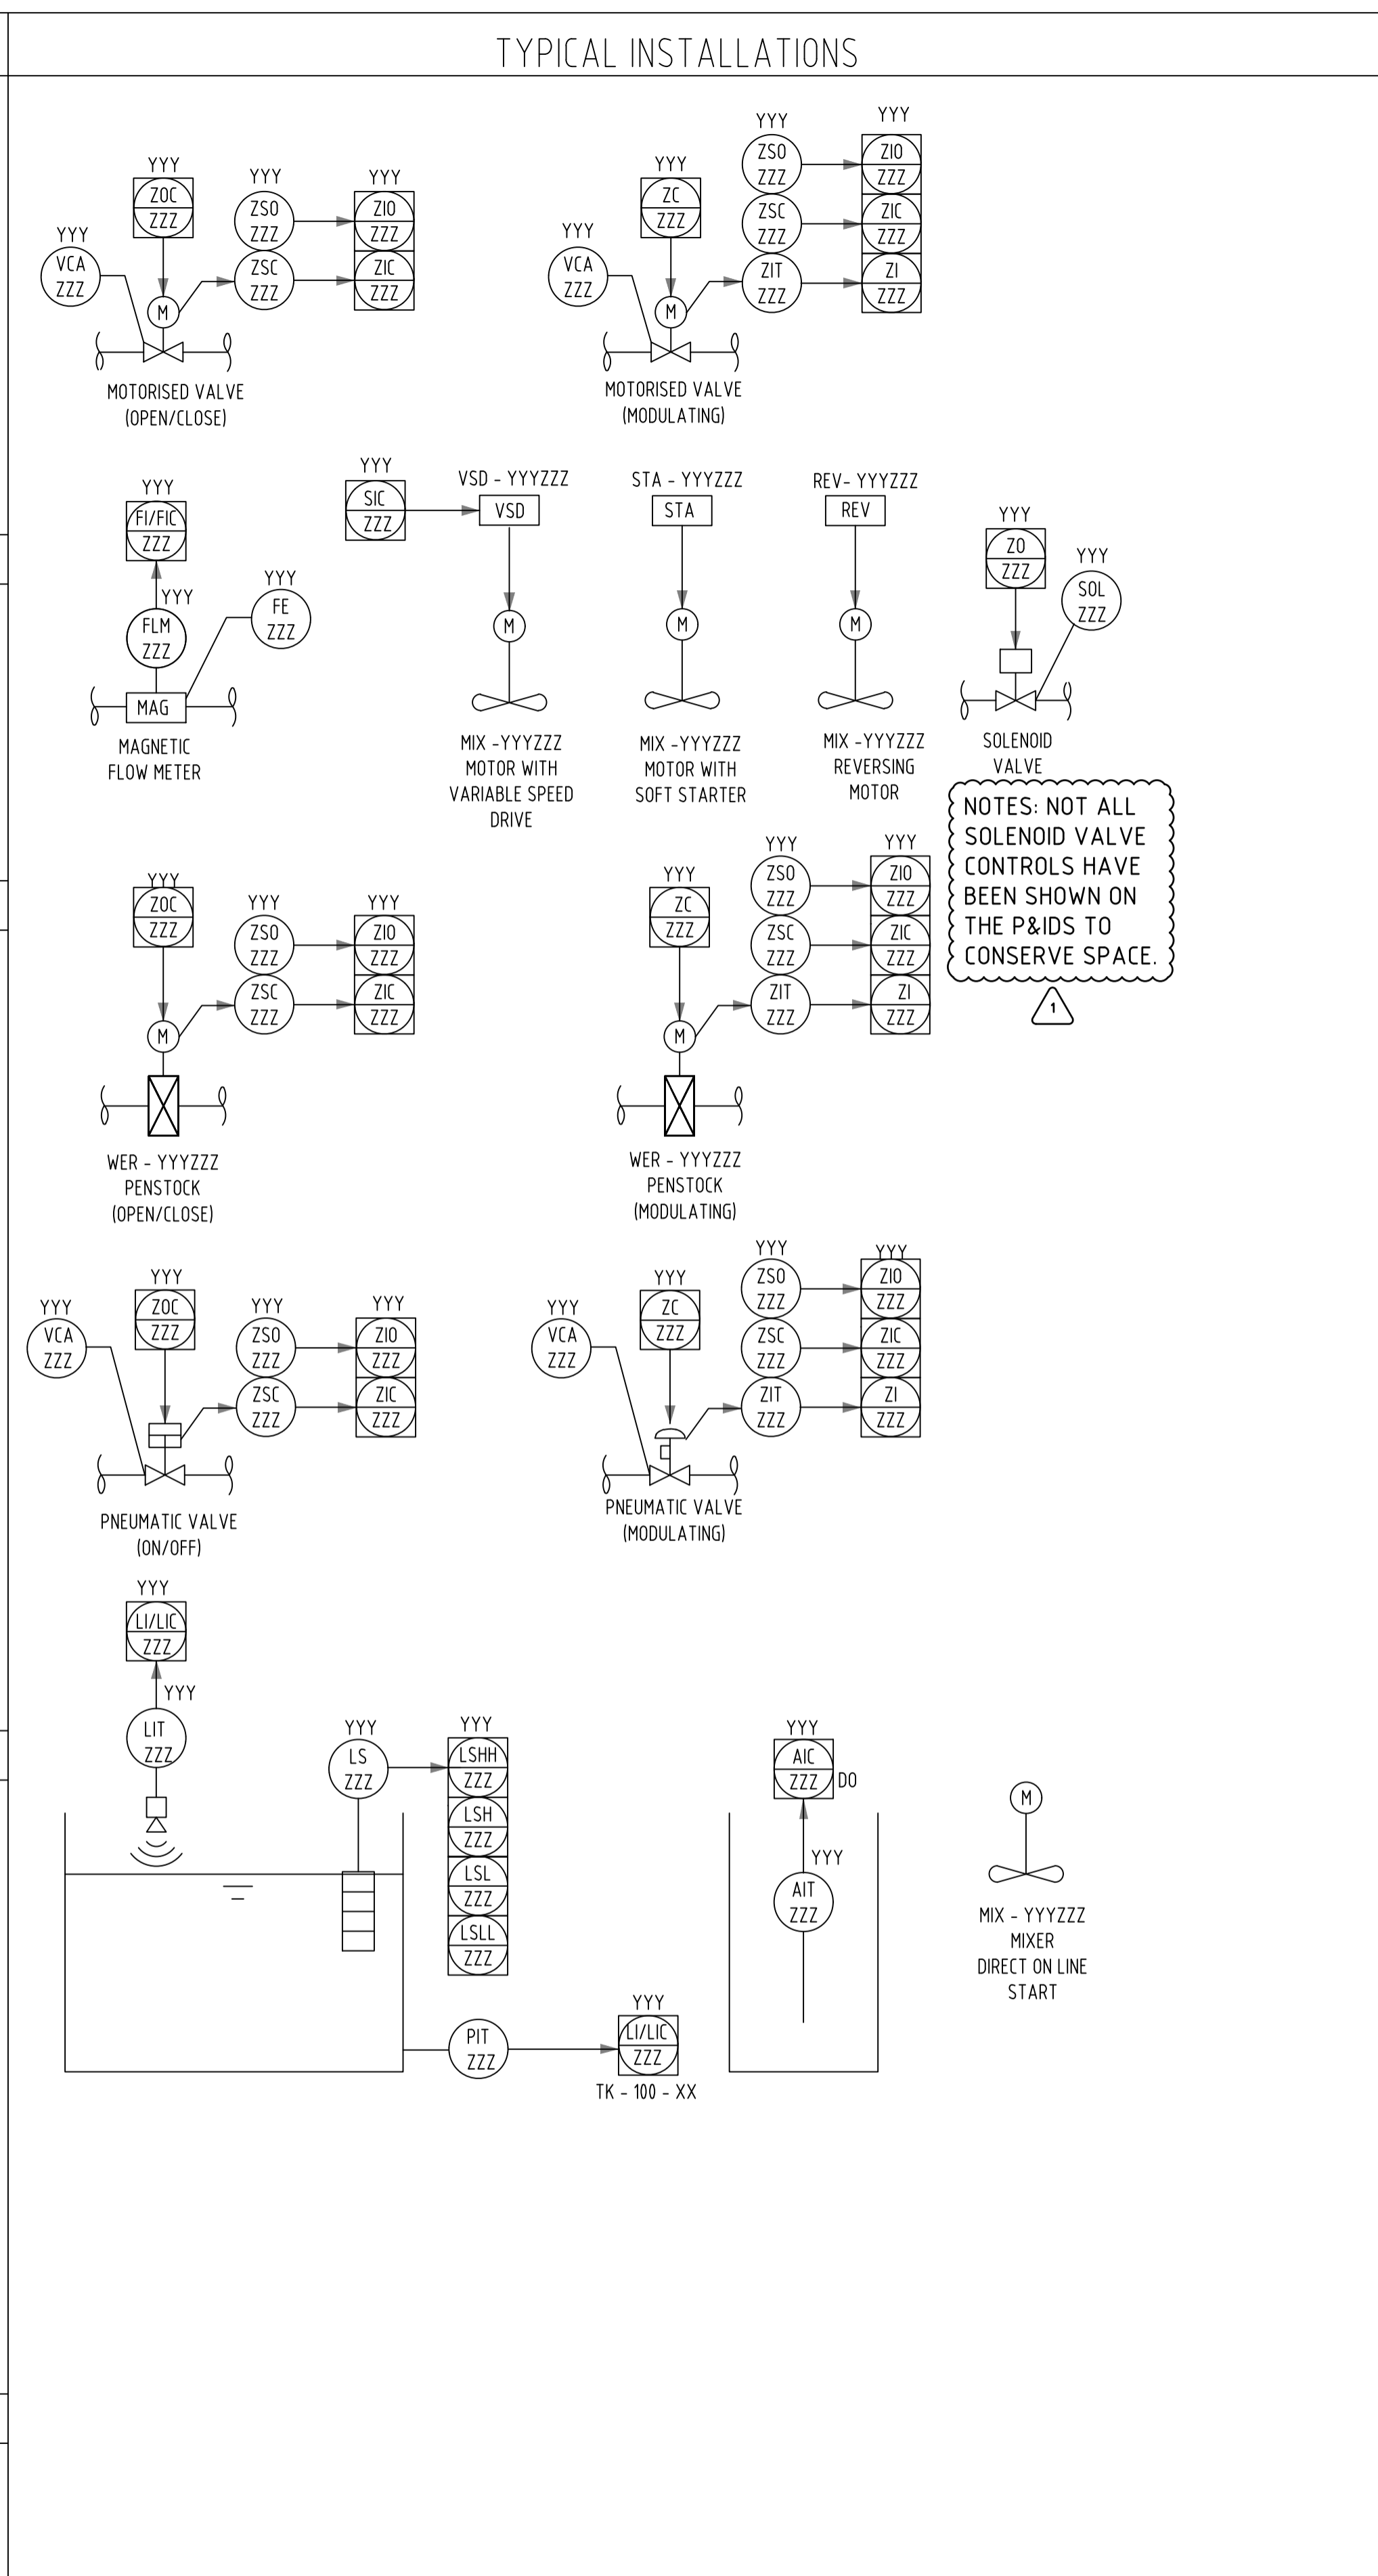 TYPICAL INSTALLATIONS
YYY
ZOC
ZZZ
YYY
VCA
ZZZ
M
YYY
ZSO
ZZZ
ZSC
ZZZ
YYY
ZIO
ZZZ
ZIC
ZZZ
MOTORISED VALVE
(OPEN/CLOSE)
YYY
ZC
ZZZ
YYY
VCA
ZZZ
M
YYY
ZSO
ZZZ
ZSC
ZZZ
ZIT
ZZZ
YYY
ZIO
ZZZ
ZIC
ZZZ
ZI
ZZZ
MOTORISED VALVE
(MODULATING)
YYY
FI/FIC
ZZZ
YYY
FLM
ZZZ
YYY
FE
ZZZ
MAG
MAGNETIC
FLOW METER
YYY
SIC
ZZZ
VSD - YYYZZZ
VSD
M
MIX -YYYZZZ
MOTOR WITH
VARIABLE SPEED
DRIVE
STA - YYYZZZ
STA
M
MIX -YYYZZZ
MOTOR WITH
SOFT STARTER
REV- YYYZZZ
REV
M
MIX -YYYZZZ
REVERSING
MOTOR
YYY
ZO
ZZZ
YYY
SOL
ZZZ
SOLENOID
VALVE
NOTES: NOT ALL
SOLENOID VALVE
CONTROLS HAVE
BEEN SHOWN ON
THE P&IDS TO
CONSERVE SPACE.
1
YYY
ZOC
ZZZ
M
YYY
ZSO
ZZZ
ZSC
ZZZ
YYY
ZIO
ZZZ
ZIC
ZZZ
WER - YYYZZZ
PENSTOCK
(OPEN/CLOSE)
YYY
ZC
ZZZ
M
YYY
ZSO
ZZZ
ZSC
ZZZ
ZIT
ZZZ
YYY
ZIO
ZZZ
ZIC
ZZZ
ZI
ZZZ
WER - YYYZZZ
PENSTOCK
(MODULATING)
YYY
VCA
ZZZ
YYY
ZOC
ZZZ
YYY
ZSO
ZZZ
ZSC
ZZZ
YYY
ZIO
ZZZ
ZIC
ZZZ
PNEUMATIC VALVE
(ON/OFF)
YYY
VCA
ZZZ
YYY
ZC
ZZZ
YYY
ZSO
ZZZ
ZSC
ZZZ
ZIT
ZZZ
YYY
ZIO
ZZZ
ZIC
ZZZ
ZI
ZZZ
PNEUMATIC VALVE
(MODULATING)
YYY
LI/LIC
ZZZ
YYY
LIT
ZZZ
YYY
LS
ZZZ
YYY
LSHH
ZZZ
LSH
ZZZ
LSL
ZZZ
LSLL
ZZZ
PIT
ZZZ
YYY
LI/LIC
ZZZ
TK - 100 - XX
YYY
AIC
ZZZ
DO
YYY
AIT
ZZZ
M
MIX - YYYZZZ
MIXER
DIRECT ON LINE
START